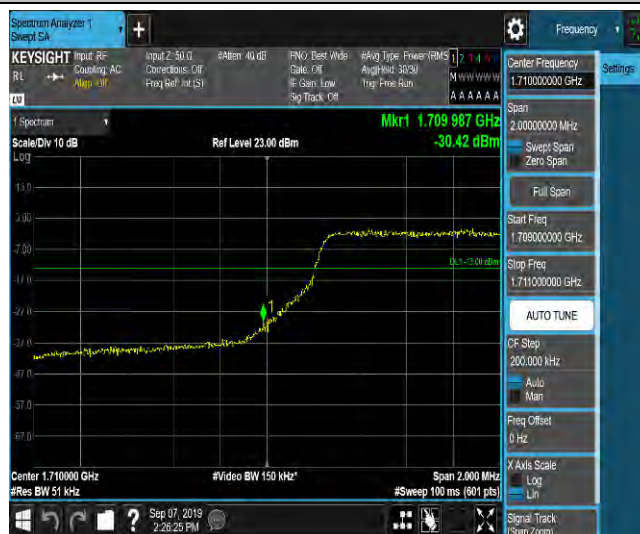 Spectrum Analyzer 1
Swept SA
+
Frequency
KEYSIGHT Input: RF
Coupling: AC
Align: Off
Input Z: 50 Ω
Corrections: Off
Freq Ref: Int (S)
#Atten: 40 dB
PNO: Best Wide
Gate: Off
IF Gain: Low
Sig Track: Off
#Avg Type: Power (RMS
Avg|Hold: 30/30
Trig: Free Run
M W W W W W
A A A A A A
RL
Center Frequency
1.710000000 GHz
Settings
Span
2.00000000 MHz
Swept Span
Zero Span
Full Span
Start Freq
1.709000000 GHz
Stop Freq
1.711000000 GHz
AUTO TUNE
CF Step
200.000 kHz
Auto
Man
Freq Offset
0 Hz
X Axis Scale
Log
Lin
Signal Track
(Span Zoom)
1 Spectrum
Scale/Div 10 dB
Ref Level 23.00 dBm
Mkr1 1.709 987 GHz
-30.42 dBm
Log
13.0
3.00
-7.00
-17.0
-27.0
-37.0
-47.0
-57.0
-67.0
DL1 -13.00 dBm
1
Center 1.710000 GHz
#Video BW 150 kHz*
Span 2.000 MHz
#Res BW 51 kHz
#Sweep 100 ms (601 pts)
?
Sep 07, 2019
2:26:25 PM